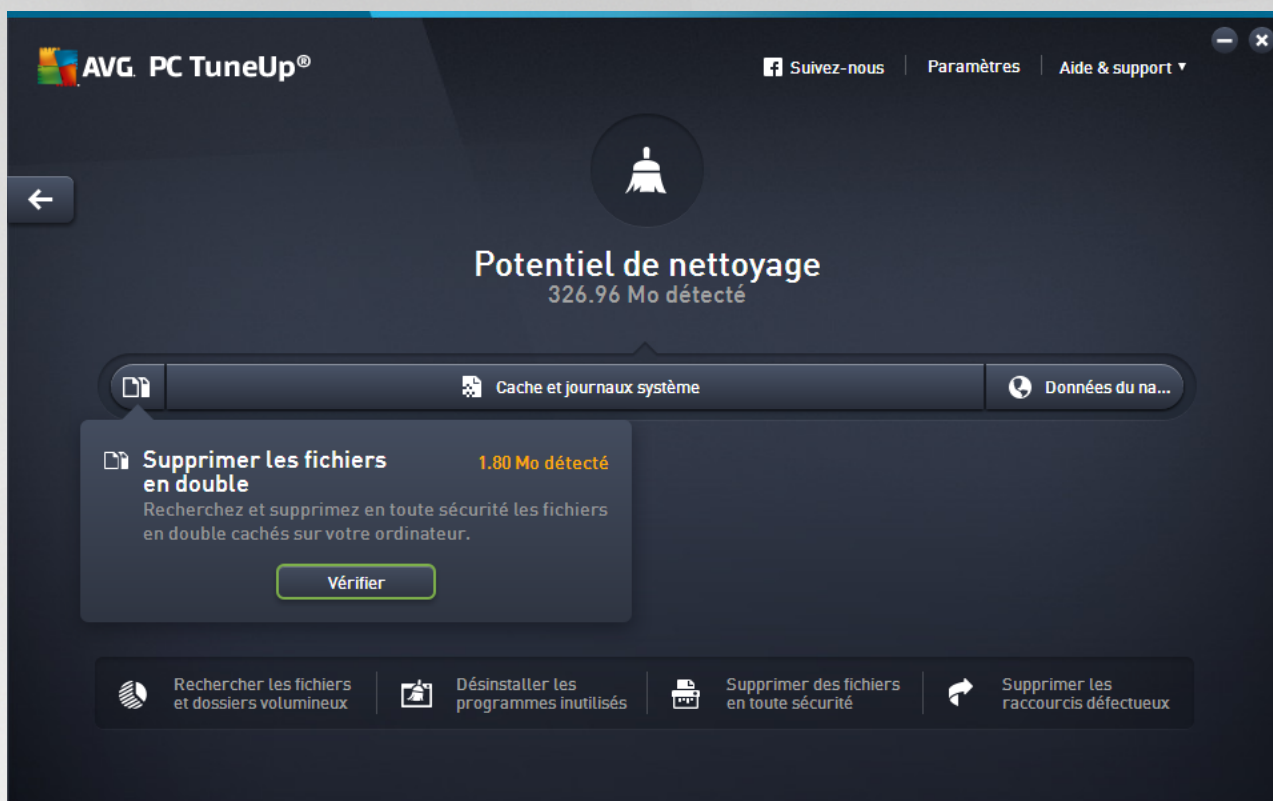 AVG. PC TuneUp®
Suivez-nous
Paramètres
Aide & support
Potentiel de nettoyage
326.96 Mo détecté
Cache et journaux système
Données du na...
Supprimer les fichiers
en double
1.80 Mo détecté
Recherchez et supprimez en toute sécurité les fichiers
en double cachés sur votre ordinateur.
Vérifier
Rechercher les fichiers
et dossiers volumineux
Désinstaller les
programmes inutilisés
Supprimer des fichiers
en toute sécurité
Supprimer les
raccourcis défectueux